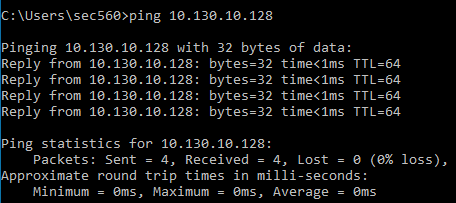 C:\Users\sec560>ping 10.130.10.128
Pinging 10.130.10.128 with 32 bytes of data:
Reply from 10.130.10.128: bytes=32 time<1ms TTL=64
Reply from 10.130.10.128: bytes=32 time<1ms TTL=64
Reply from 10.130.10.128: bytes=32 time<1ms TTL=64
Reply from 10.130.10.128: bytes=32 time<1ms TTL=64
Ping statistics for 10.130.10.128:
    Packets: Sent = 4, Received = 4, Lost = 0 (0% loss),
Approximate round trip times in milli-seconds:
    Minimum = 0ms, Maximum = 0ms, Average = 0ms